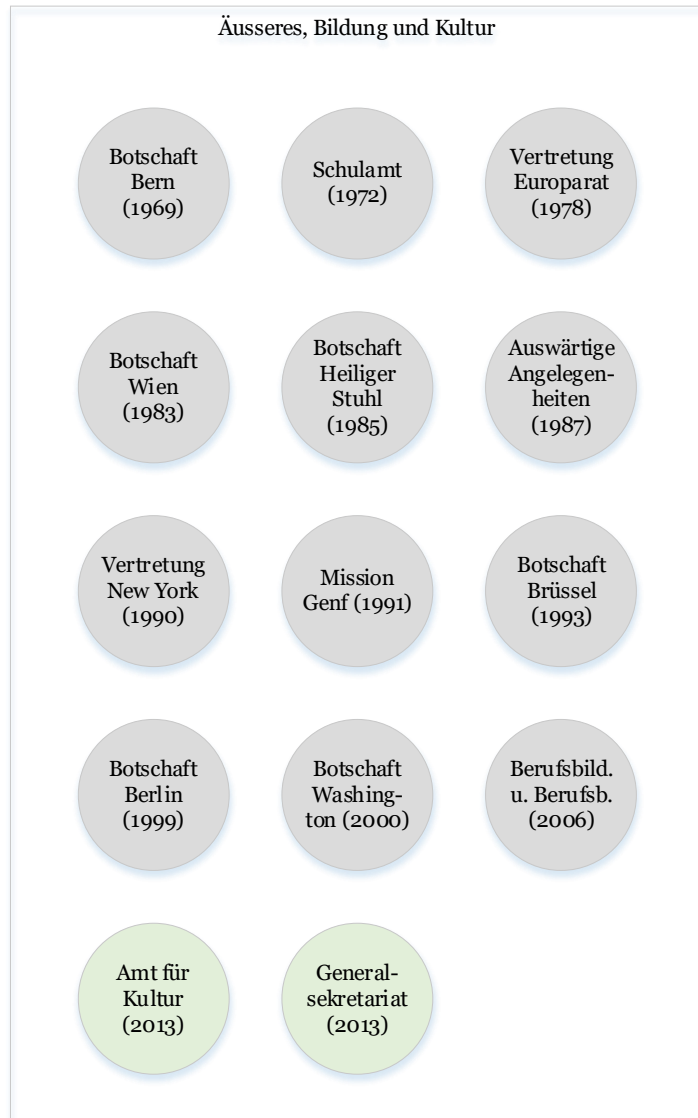 Äusseres, Bildung und Kultur
Botschaft
Bern
(1969)
Schulamt
(1972)
Vertretung
Europarat
(1978)
Botschaft
Wien
(1983)
Botschaft
Heiliger
Stuhl
(1985)
Auswärtige
Angelegen-
heiten
(1987)
Vertretung
New York
(1990)
Mission
Genf (1991)
Botschaft
Brüssel
(1993)
Botschaft
Berlin
(1999)
Botschaft
Washing-
ton (2000)
Berufsbild.
u. Berufsb.
(2006)
Amt für
Kultur
(2013)
General-
sekretariat
(2013)